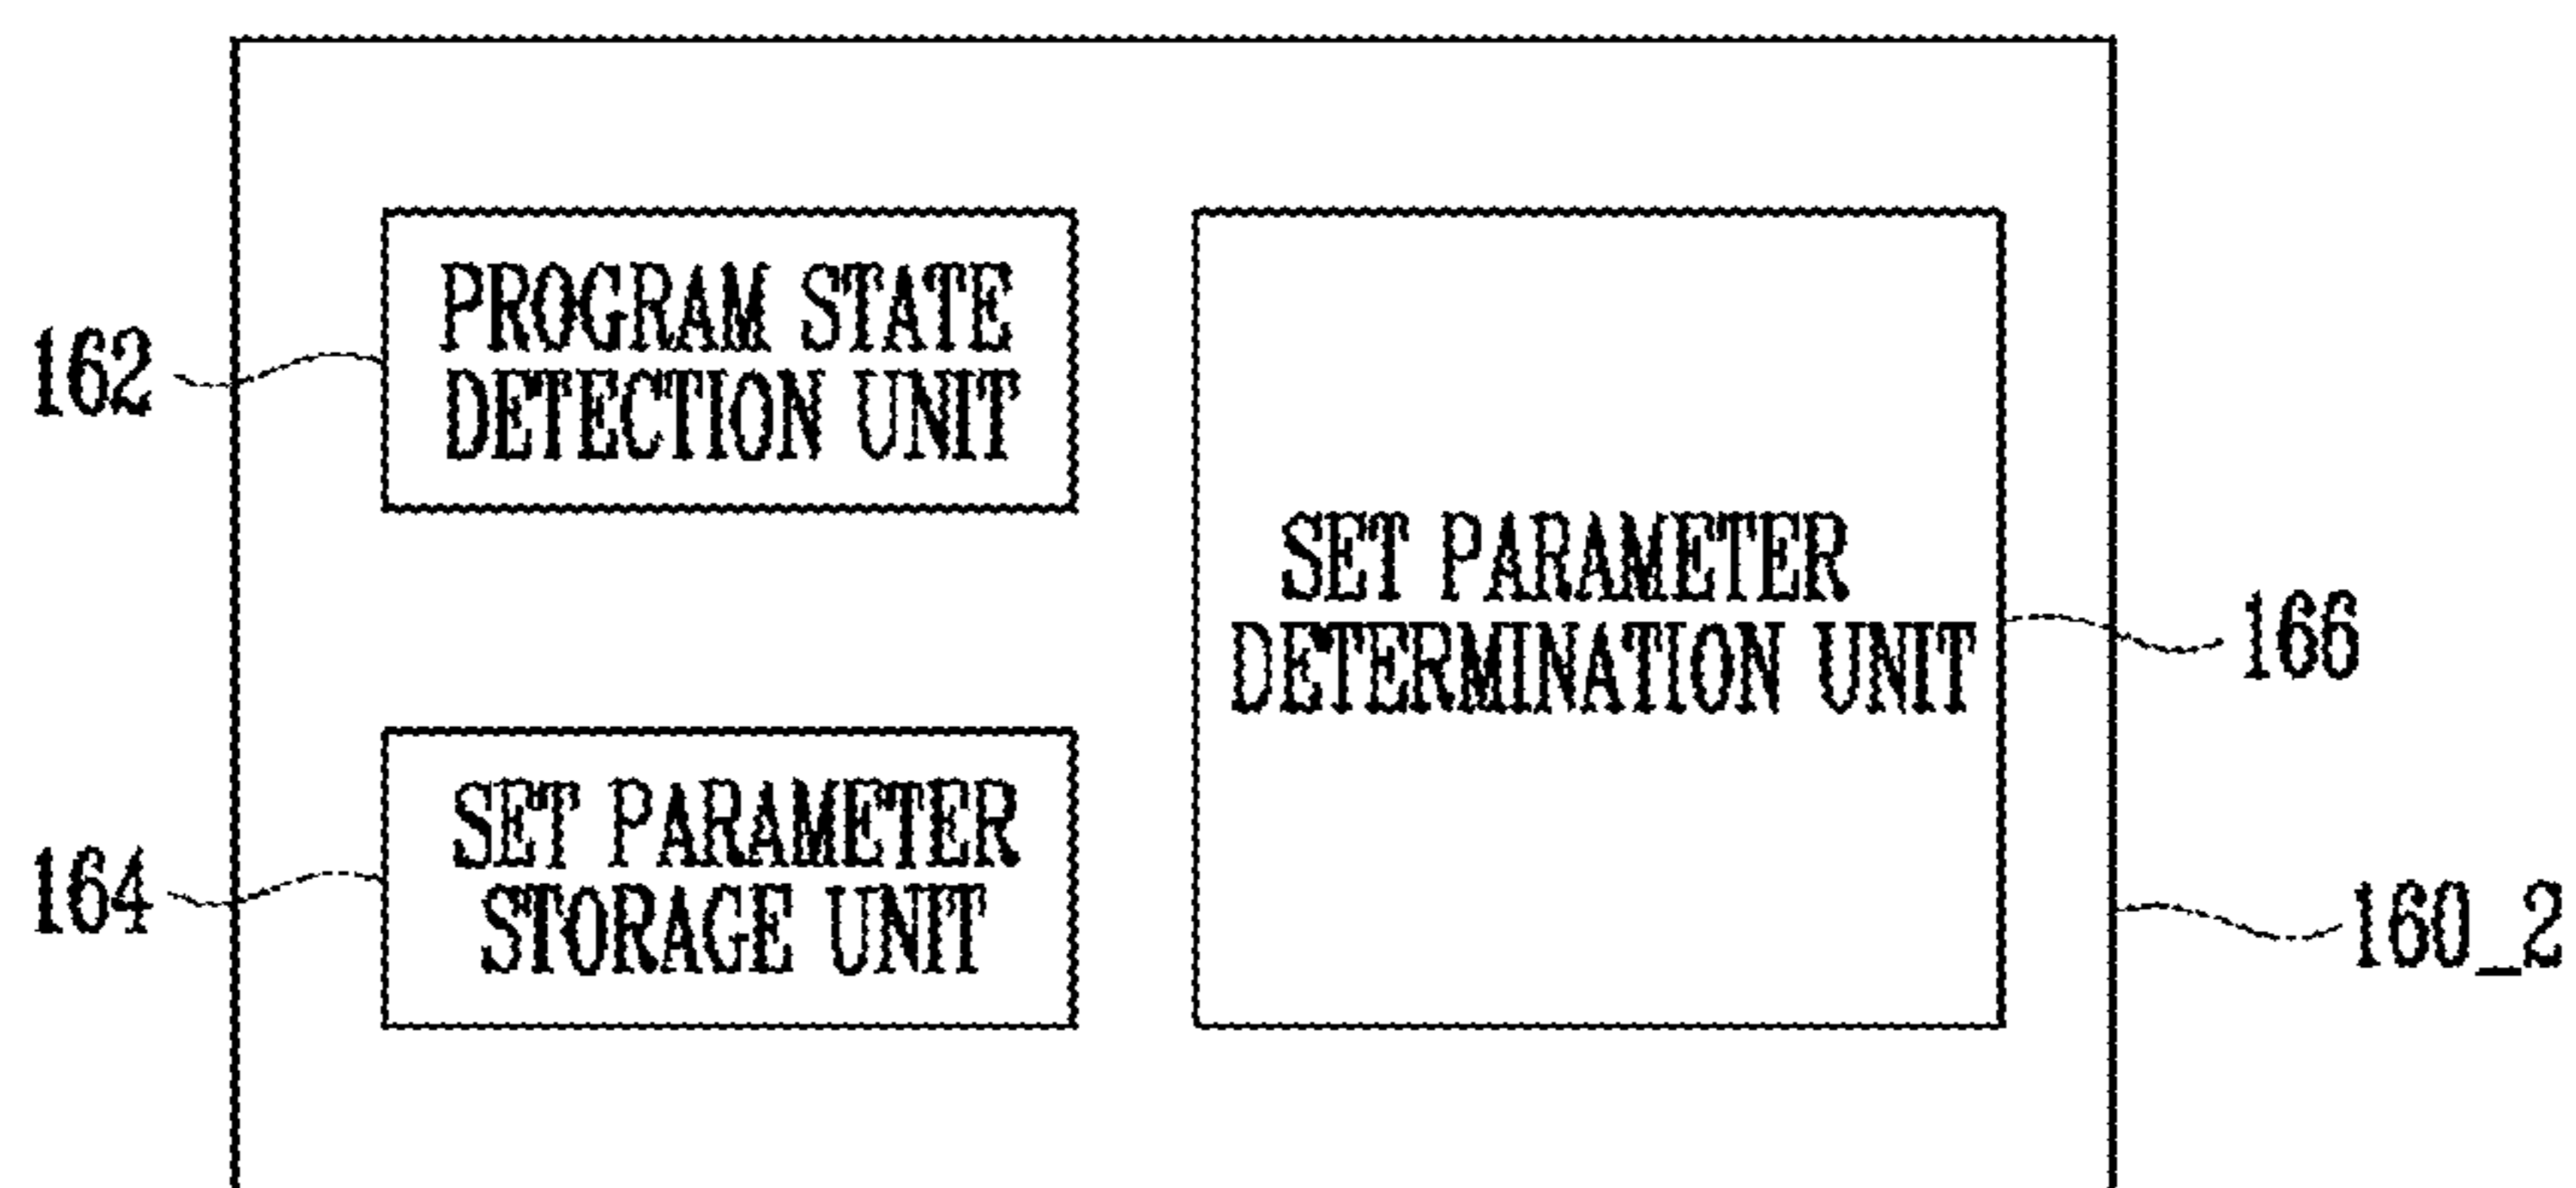 162
PROGRAM STATE
DETECTION UNIT
164
SET PARAMETER
STORAGE UNIT
SET PARAMETER
DETERMINATION UNIT
166
160_2